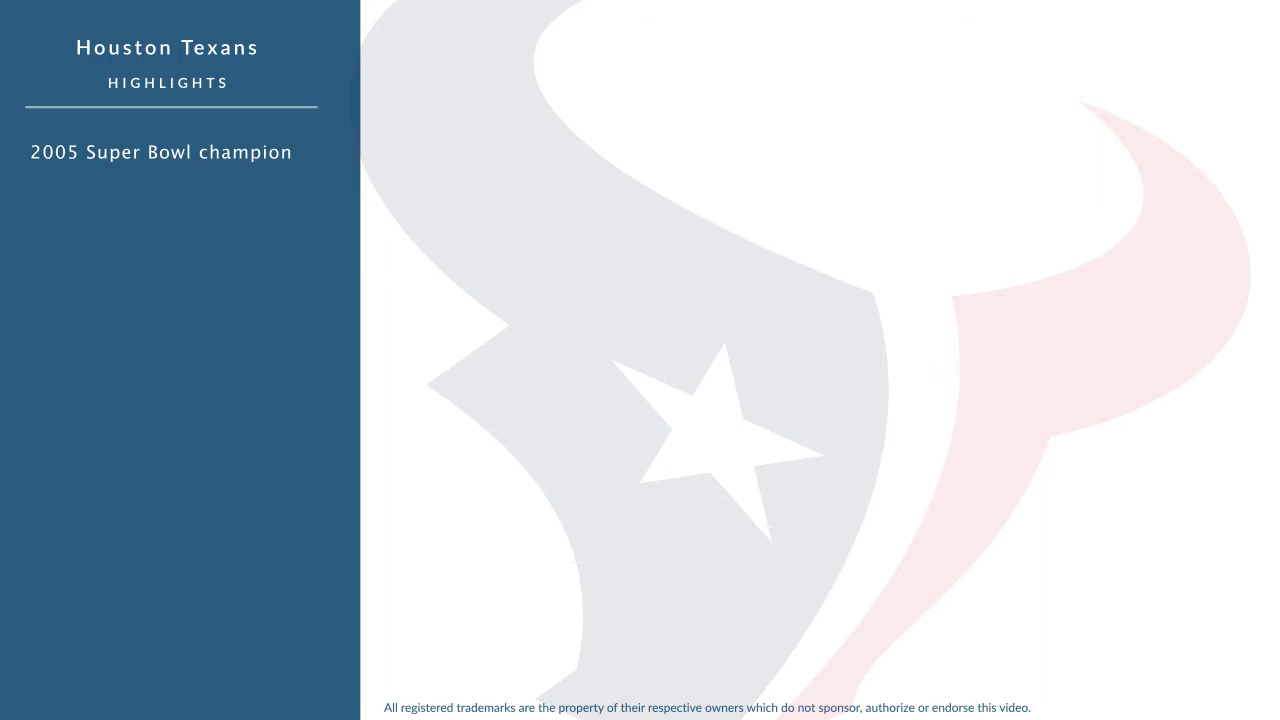 Houston Texans
HIGHLIGHTS
2005 Super Bowl champion
All registered trademarks are the property of their respective owners which do not sponsor, authorize or endorse this video.